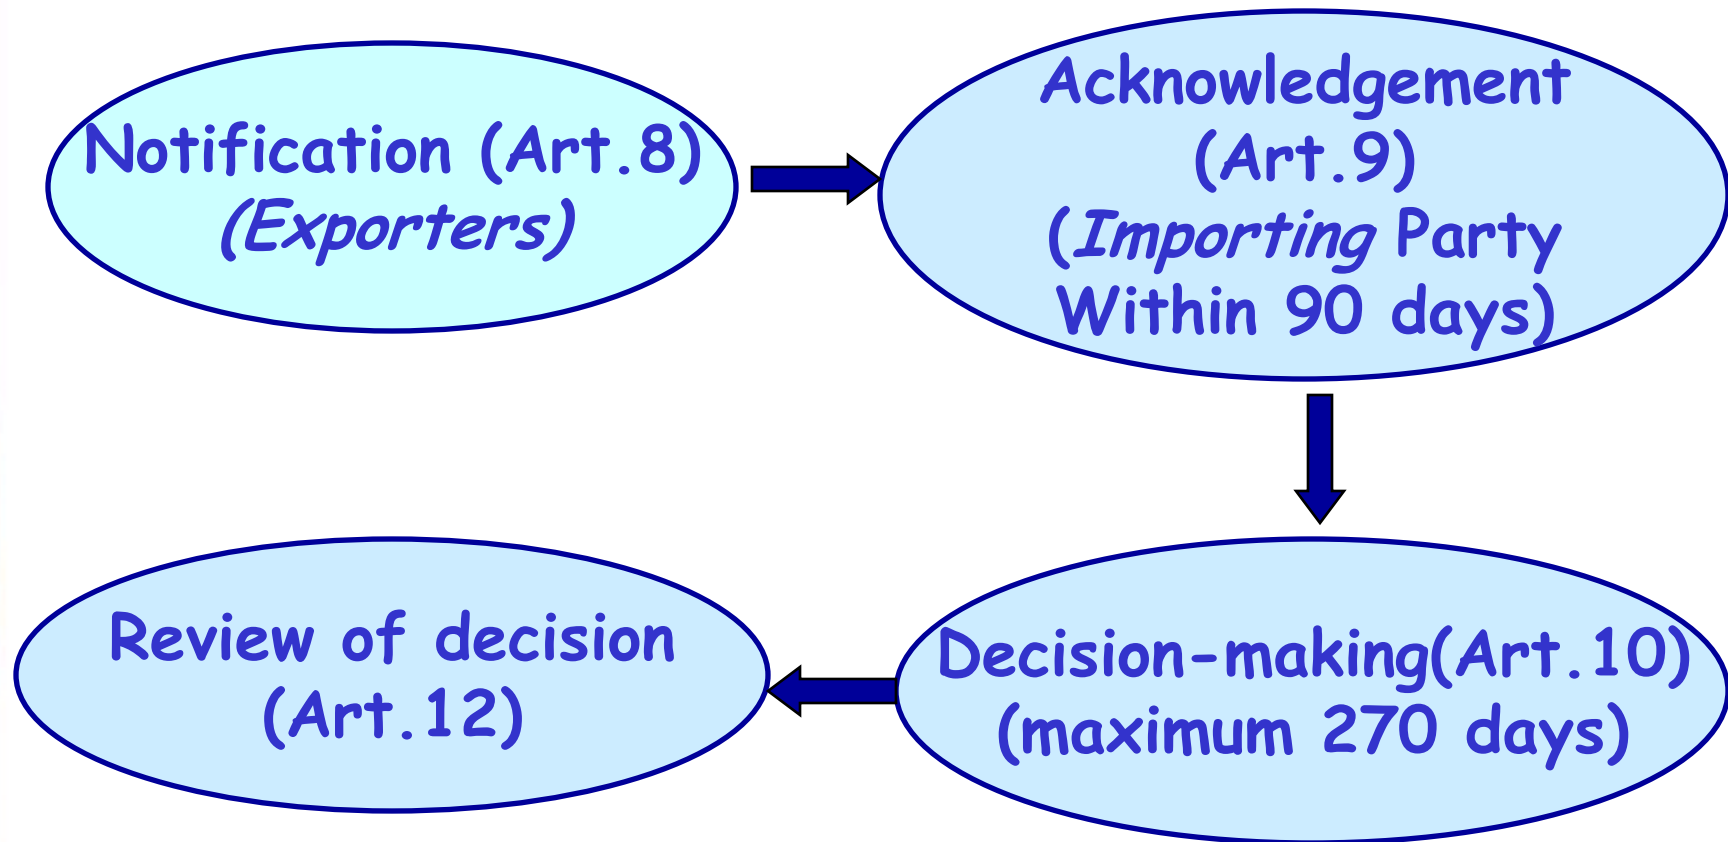 Notification (Art.8)
(Exporters)
Acknowledgement
(Art.9)
(Importing Party
Within 90 days)
Decision-making(Art.10)
(maximum 270 days)
Review of decision
(Art.12)